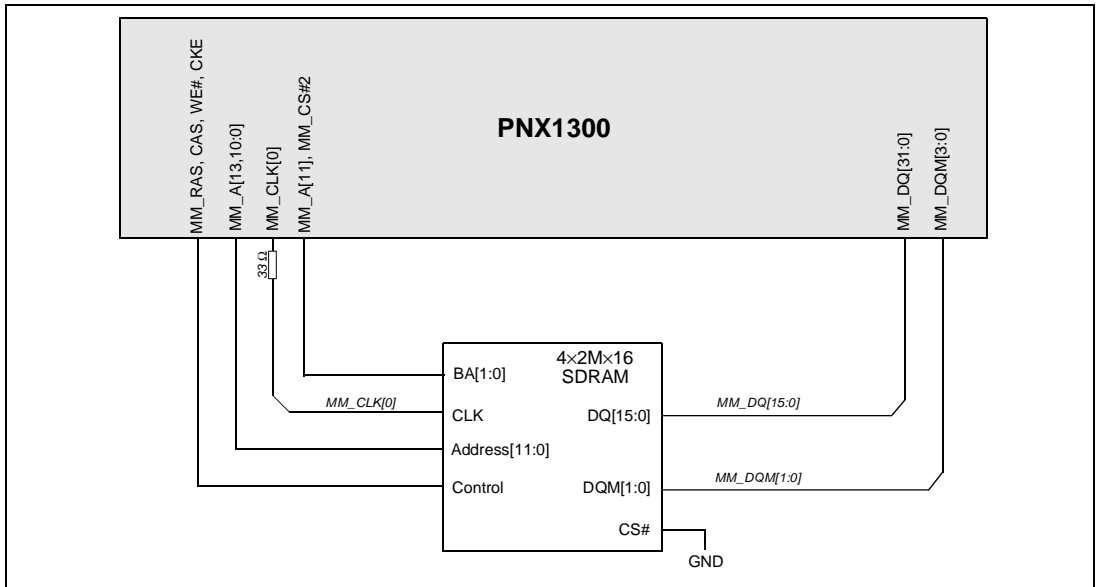 MM_RAS, CAS, WE#, CKE
MM_A[13,10:0]
MM_CLK[0]
MM_A[11], MM_CS#2
PNX1300
MM_DQ[31:0]
MM_DQM[3:0]
33 Ω
4×2M×16
SDRAM
BA[1:0]
MM_CLK[0]
CLK
DQ[15:0]
MM_DQ[15:0]
Address[11:0]
Control
DQM[1:0]
MM_DQM[1:0]
CS#
GND